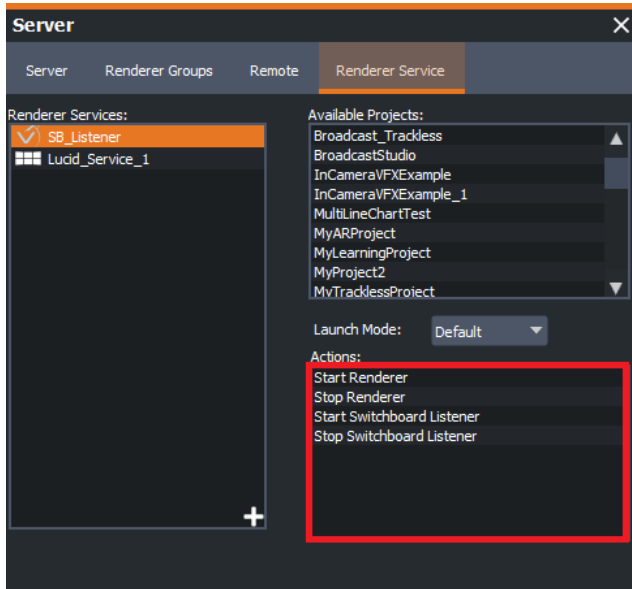 Server
Server Renderer Groups Remote Renderer Service
Renderer Services:
SB_Listener
Lucid_Service_1
Available Projects:
Broadcast_Trackless
BroadcastStudio
InCameraVFXExample
InCameraVFXExample_1
MultiLineChartTest
MyARProject
MyLearningProject
MyProject2
MyTracklessProject
Launch Mode: Default
Actions:
Start Renderer
Stop Renderer
Start Switchboard Listener
Stop Switchboard Listener